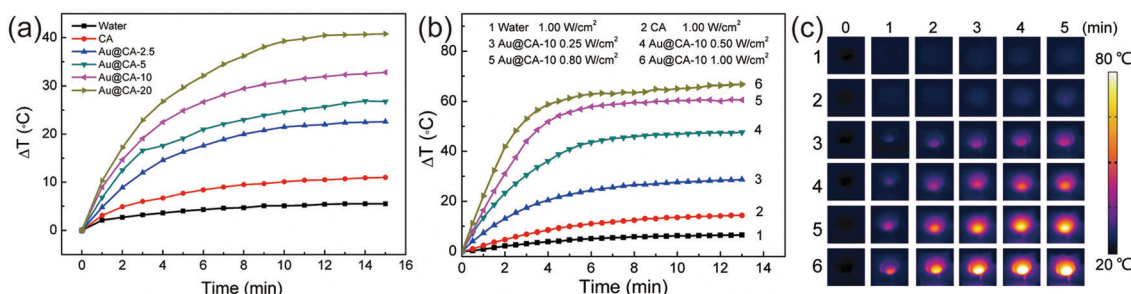 (a)
ΔT (°C)
40
30
20
10
0
Water
CA
Au@CA-2.5
Au@CA-5
Au@CA-10
Au@CA-20
0 2 4 6 8 10 12 14 16
Time (min)
(b)
ΔT (°C)
80
60
40
20
0
1 Water 1.00 W/cm² 2 CA 1.00 W/cm²
3 Au@CA-10 0.25 W/cm² 4 Au@CA-10 0.50 W/cm²
5 Au@CA-10 0.80 W/cm² 6 Au@CA-10 1.00 W/cm²
6
5
4
3
2
1
0 2 4 6 8 10 12 14
Time (min)
(c)
0 1 2 3 4 5 (min)
1
2
3
4
5
6
80 ℃
20 ℃